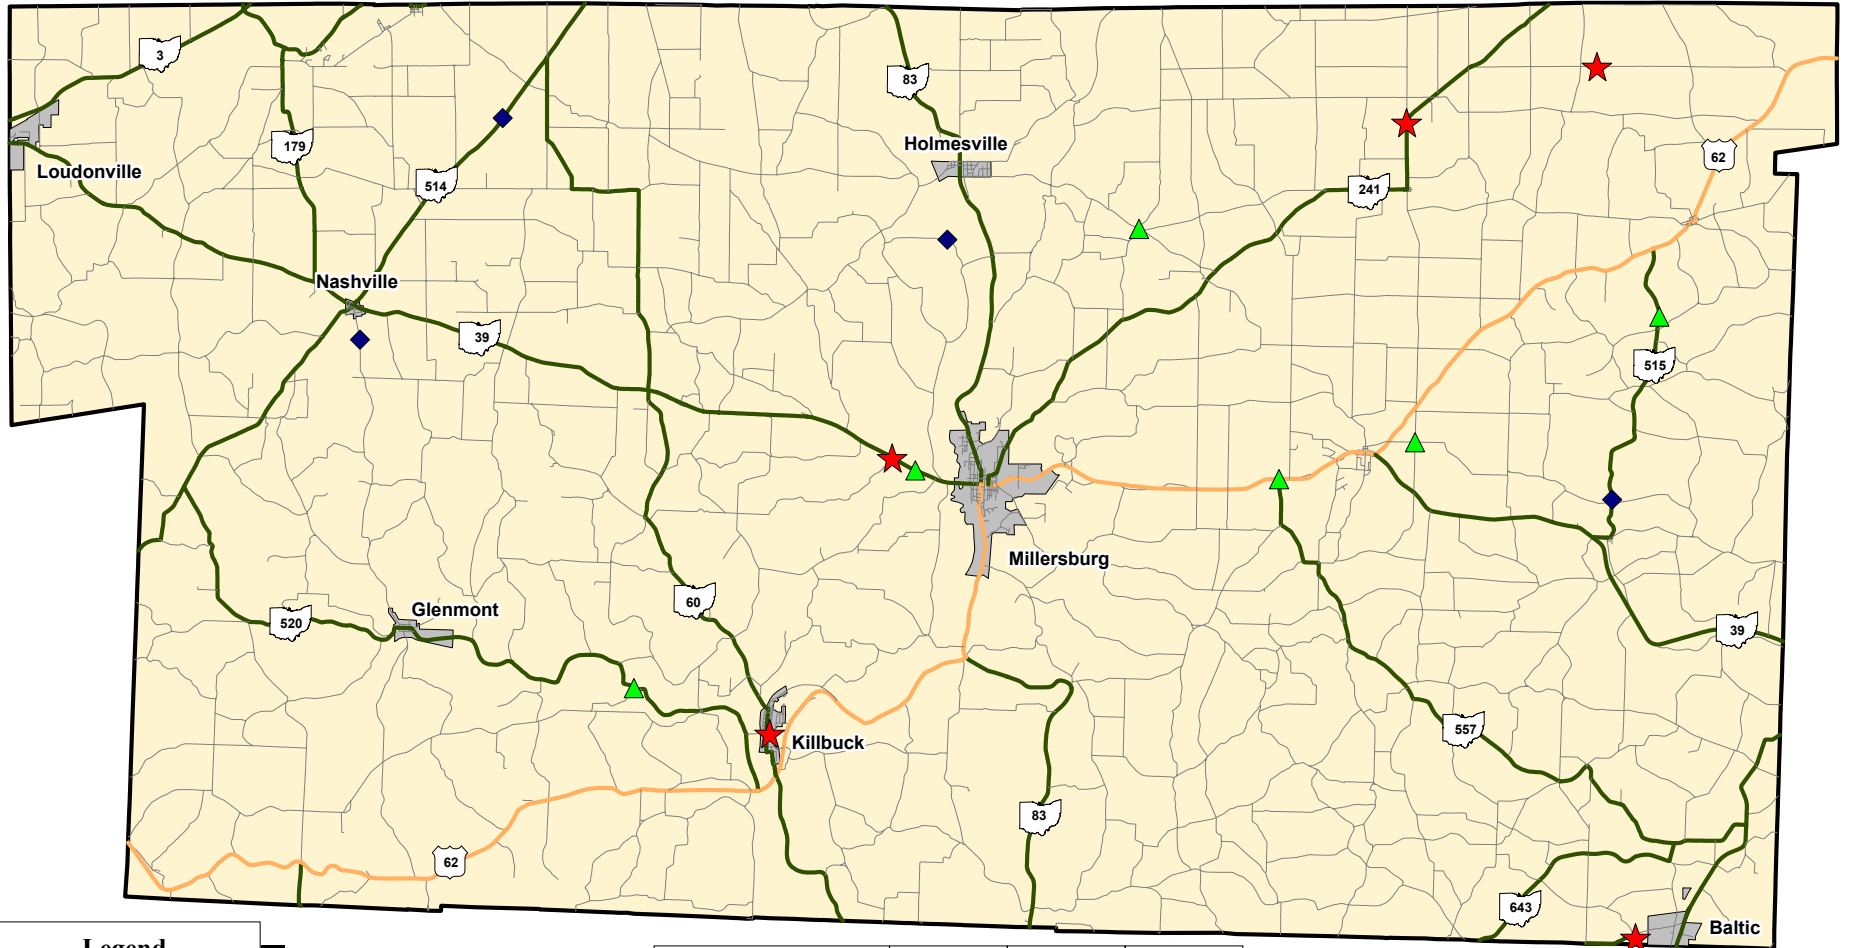 3
83
Holmesville
179
62
Loudonville
514
241
Nashville
39
515
Millersburg
60
Glenmont
520
39
557
Killbuck
83
62
643
Baltic
Legend